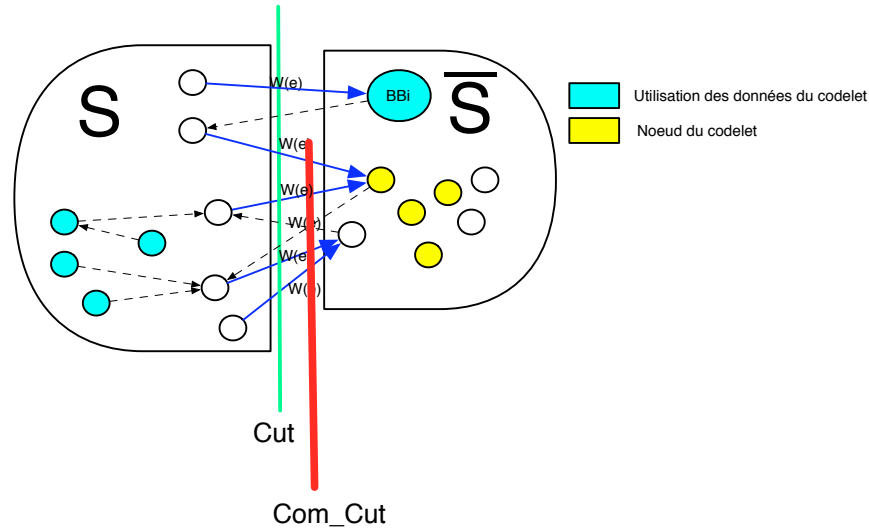 S
S
BBi
W(e)
W(e
W(e)
W(e)
W(e
W( )
Utilisation des données du codelet
Noeud du codelet
Cut
Com_Cut